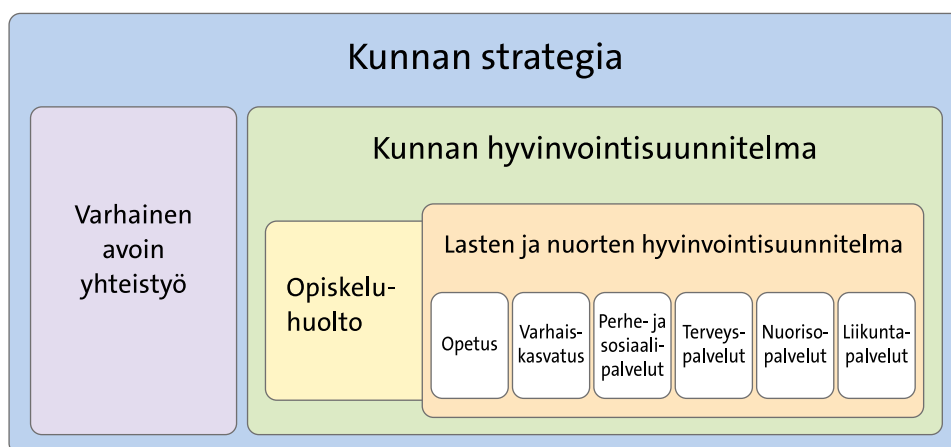 Kunnan strategia
Varhainen
avoin
yhteistyö
Kunnan hyvinvointisuunnitelma
Opiskelu-
huolto
Lasten ja nuorten hyvinvointisuunnitelma
Opetus
Varhais-
kasvatus
Perhe- ja
sosiaali-
palvelut
Terveys-
palvelut
Nuoriso-
palvelut
Liikunta-
palvelut